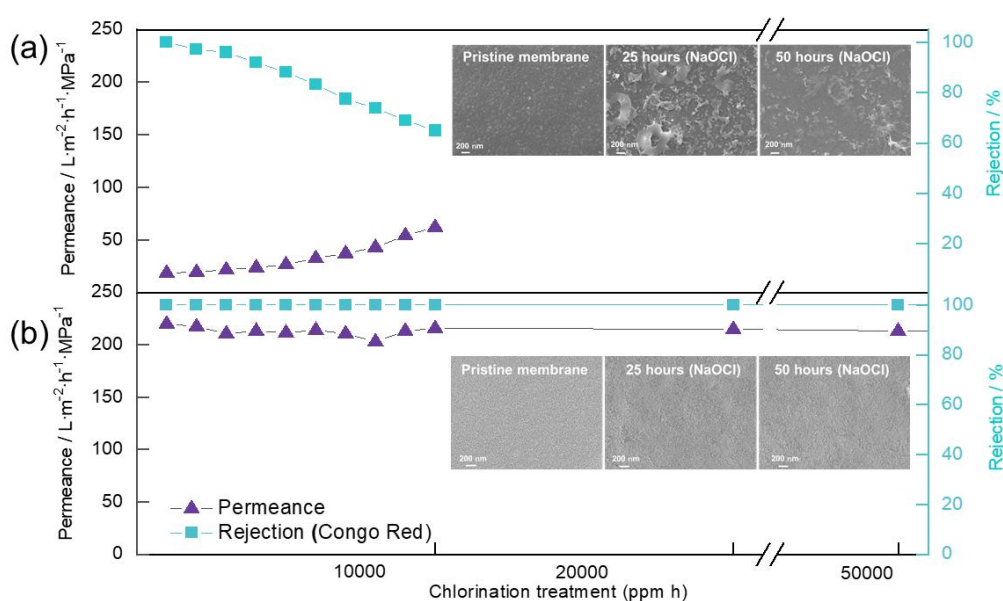 (a)
Permeance / L·m⁻²·h⁻¹·MPa⁻¹
250
200
150
100
50
250
Pristine membrane
25 hours (NaOCl)
50 hours (NaOCl)
200 nm
200 nm
200 nm
100
80
60
40
20
0
Rejection / %
(b)
Permeance / L·m⁻²·h⁻¹·MPa⁻¹
200
150
100
50
0
Pristine membrane
25 hours (NaOCl)
50 hours (NaOCl)
200 nm
200 nm
200 nm
Permeance
Rejection (Congo Red)
100
80
60
40
20
0
Rejection / %
10000
20000
50000
Chlorination treatment (ppm h)